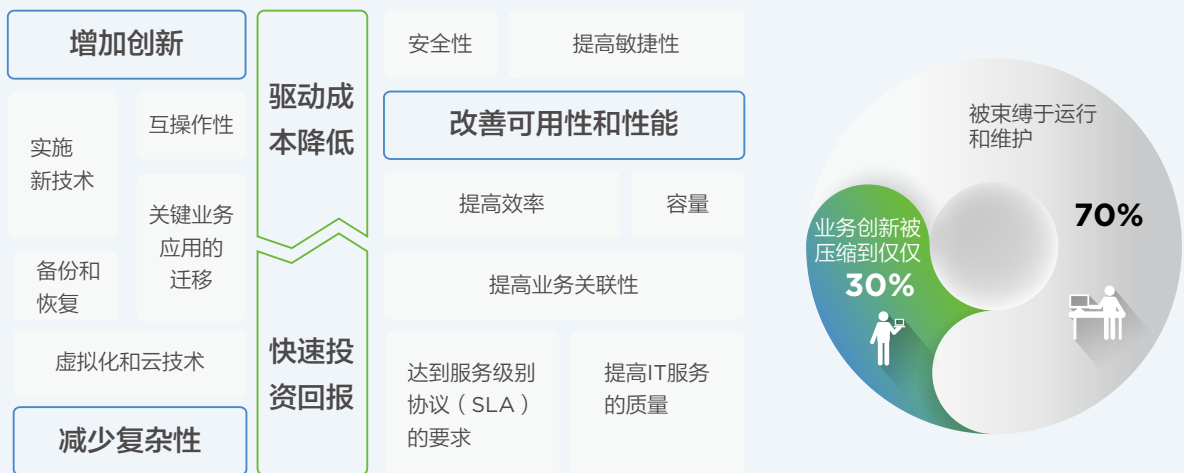 增加创新
实施
新技术
互操作性
关键业务
应用的
迁移
备份和
恢复
虚拟化和云技术
减少复杂性
驱动成
本降低
快速投
资回报
安全性
提高敏捷性
改善可用性和性能
提高效率
容量
提高业务关联性
达到服务级别
协议（SLA）
的要求
提高IT服务
的质量
被束缚于运行
和维护
70%
业务创新被
压缩到仅仅
30%